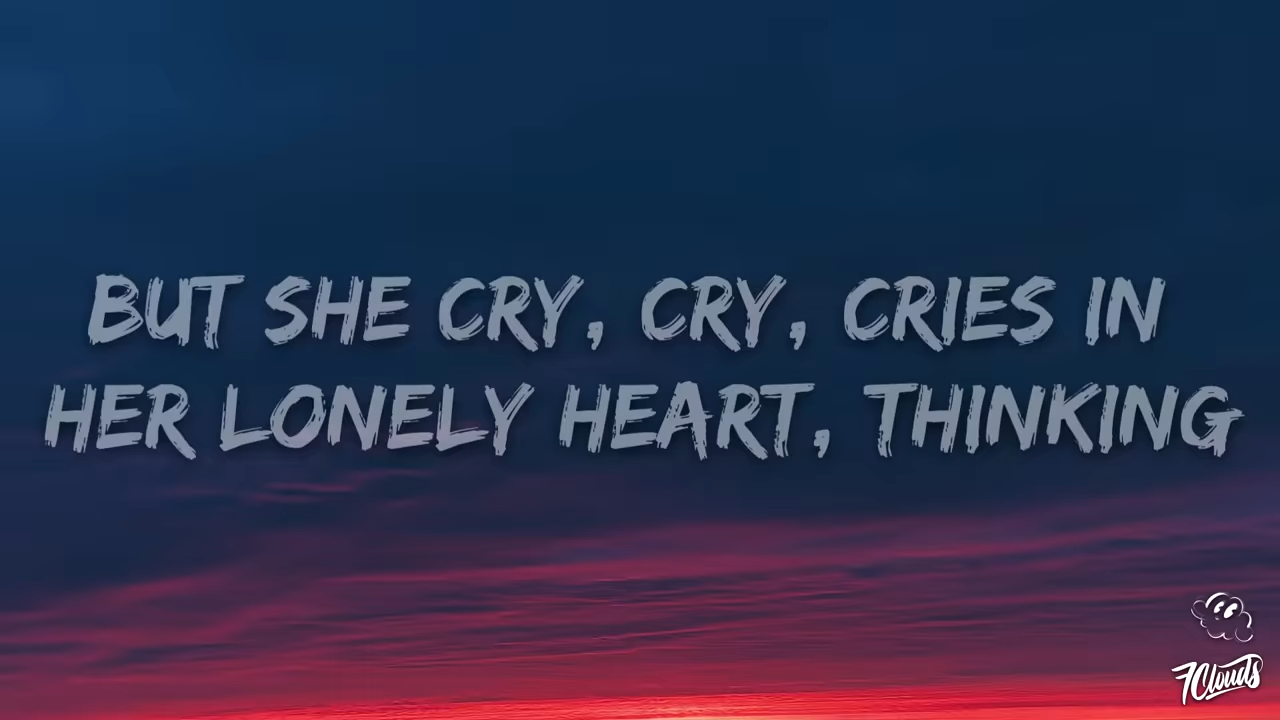 BUT SHE CRY, CRY, CRIES IN
HER LONELY HEART, THINKING
7Clouds